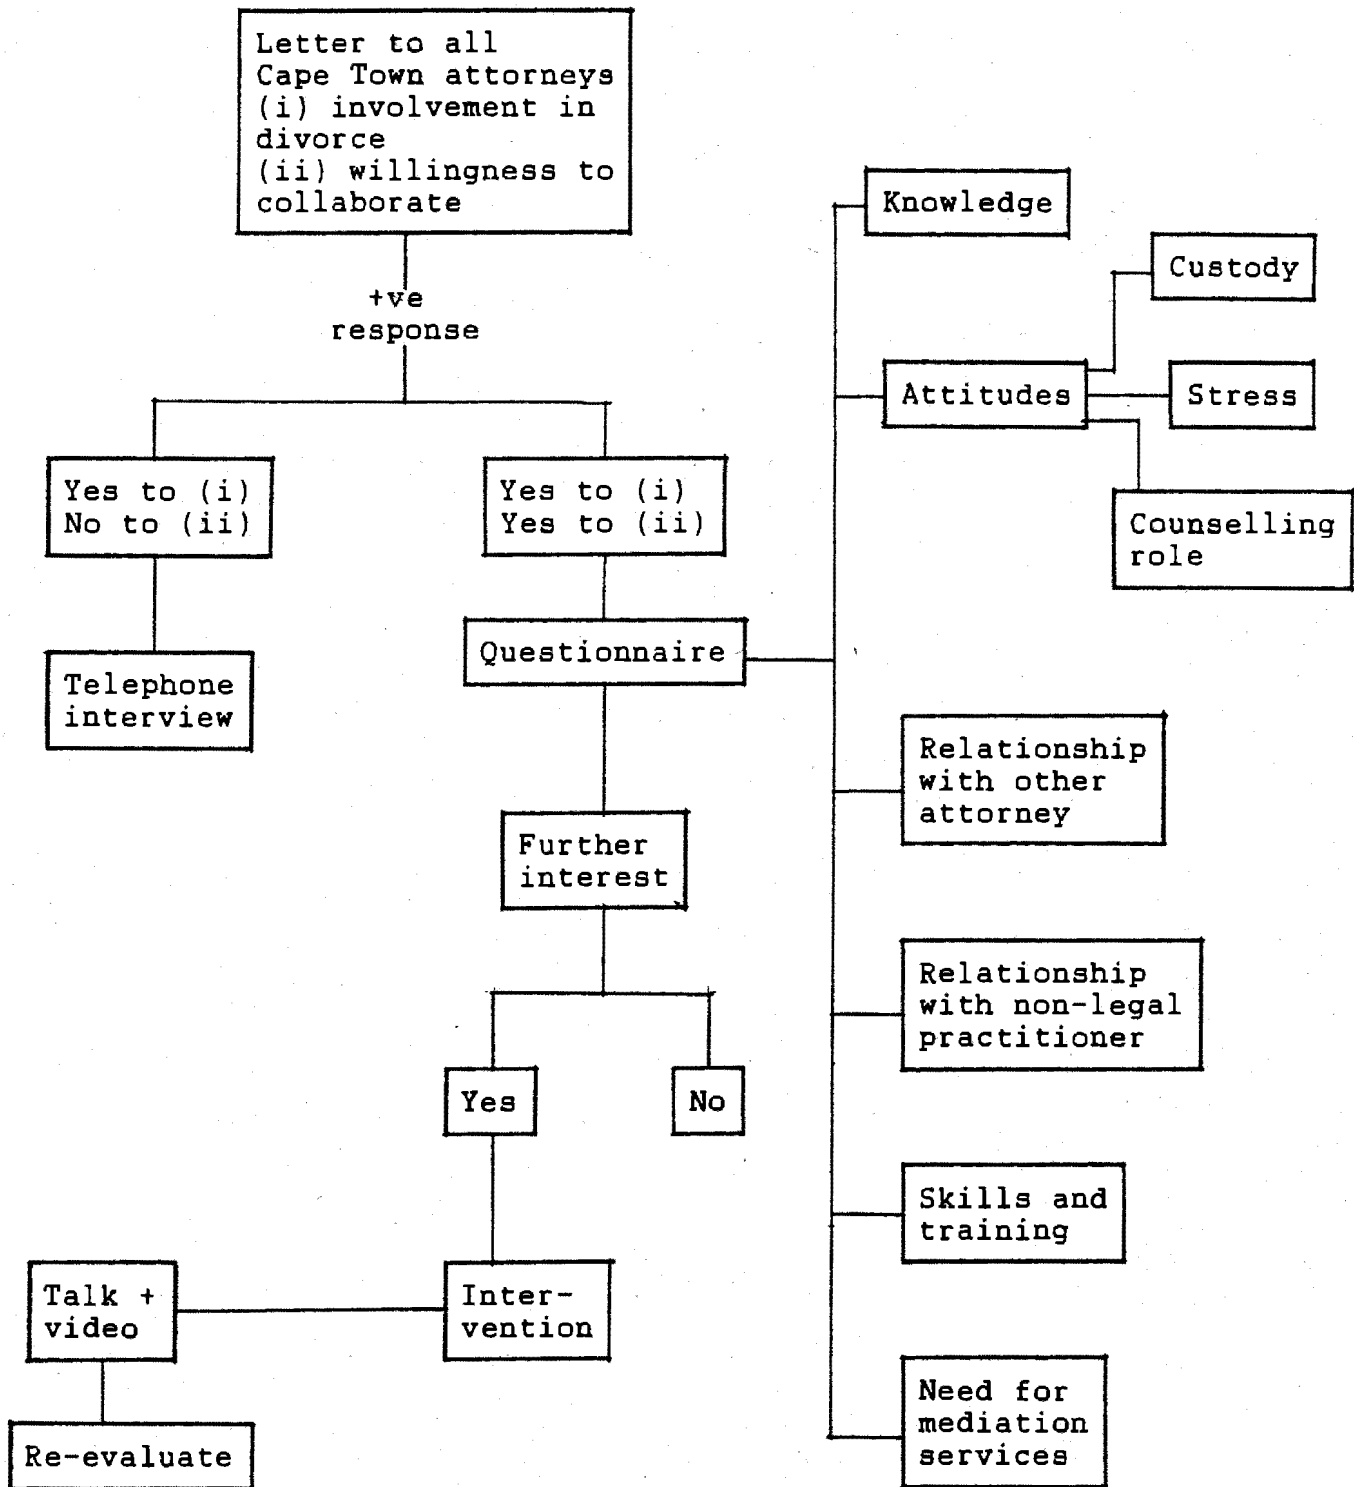 Letter to all
Cape Town attorneys
(i) involvement in
divorce
(ii) willingness to
collaborate
+ve
response
Yes to (i)
No to (ii)
Telephone
interview
Yes to (i)
Yes to (ii)
Questionnaire
Further
interest
Yes
No
Inter-
vention
Talk +
video
Re-evaluate
Knowledge
Attitudes
Custody
Stress
Counselling
role
Relationship
with other
attorney
Relationship
with non-legal
practitioner
Skills and
training
Need for
mediation
services